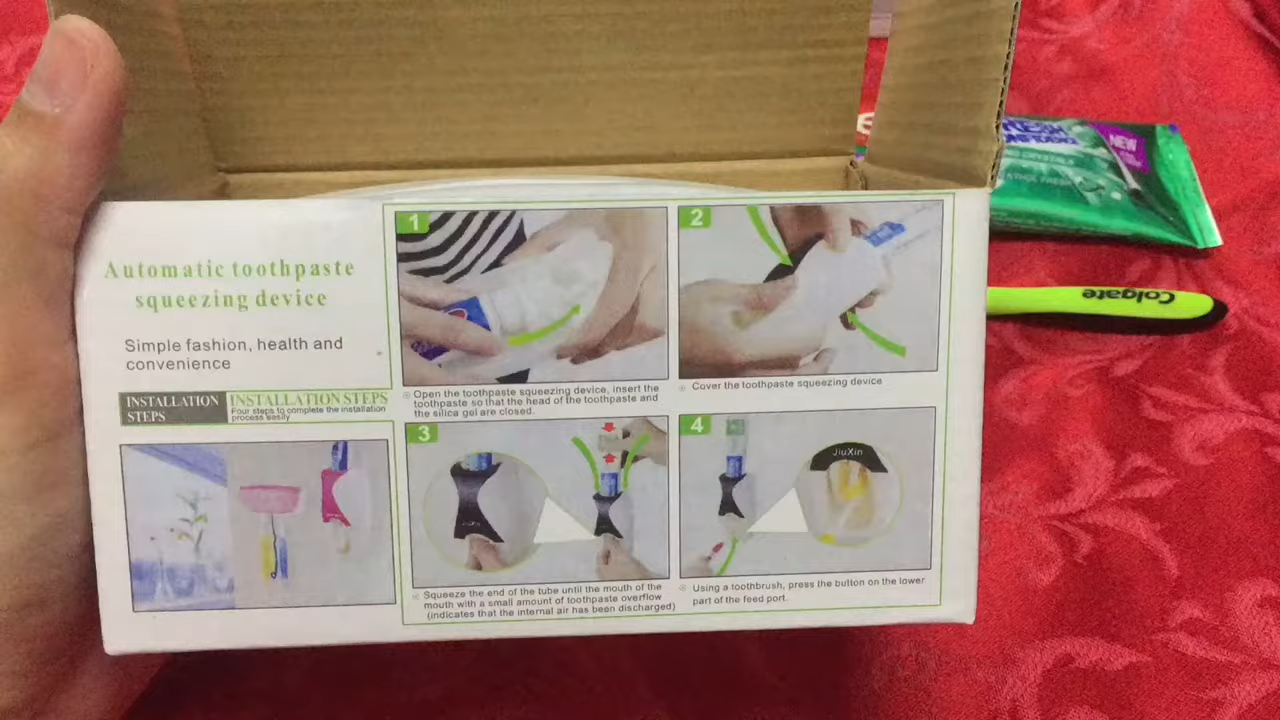 Automatic toothpaste
squeezing device
Simple fashion, health and
convenience
INSTALLATION
STEPS
INSTALLATION STEPS
Four steps to complete the installation
process easily
1
Open the toothpaste squeezing device, insert the
toothpaste so that the head of the toothpaste and
the silica gel are closed.
2
Cover the toothpaste squeezing device
3
Squeeze the end of the tube until the mouth of the
mouth with a small amount of toothpaste overflow
(indicates that the internal air has been discharged)
4
JiuXin
Using a toothbrush, press the button on the lower
part of the feed port.
NEW
Colgate